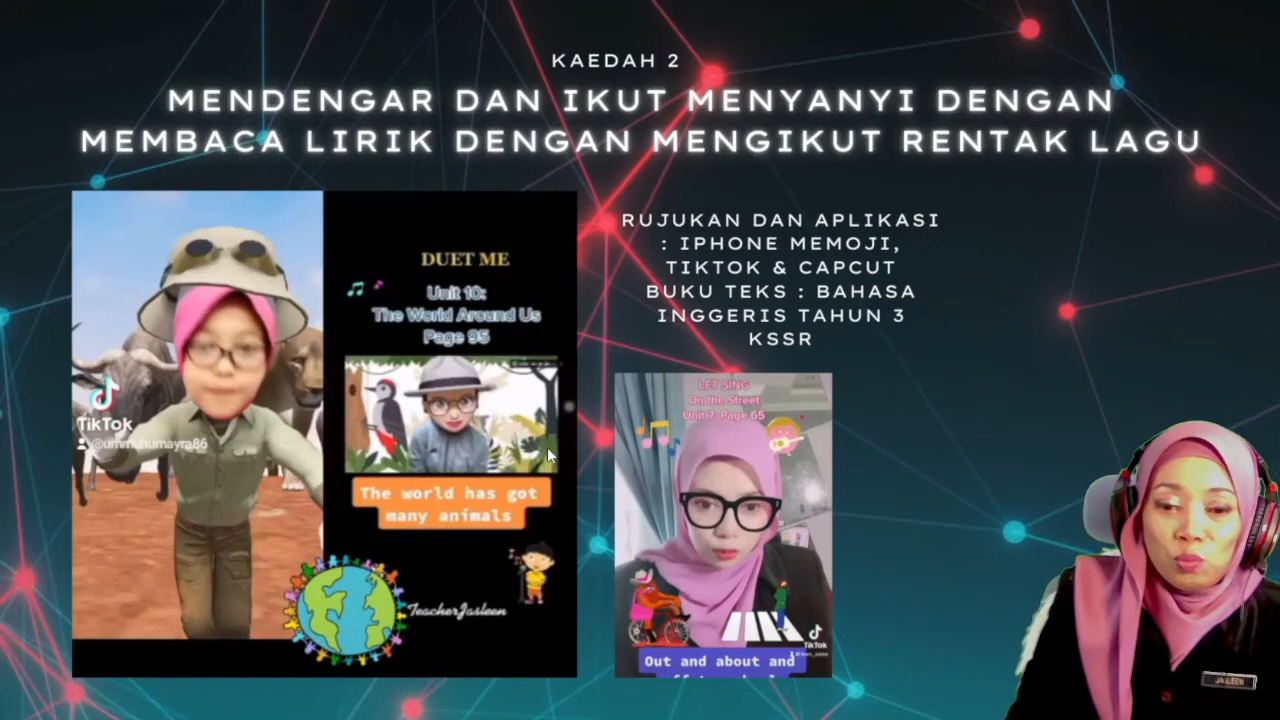 KAEDAH 2
MENDENGAR DAN IKUT MENYANYI DENGAN
MEMBACA LIRIK DENGAN MENGIKUT RENTAK LAGU
RUJUKAN DAN APLIKASI
: IPHONE MEMOJI,
TIKTOK & CAPCUT
BUKU TEKS : BAHASA
INGGERIS TAHUN 3
KSSR
DUET ME
Unit 10:
The World Around Us
Page 95
TikTok
@ummuhumayra86
The world has got
many animals
TeacherJasleen
LET SING
On the Street
Unit 7, Page 65
TikTok
Out and about and